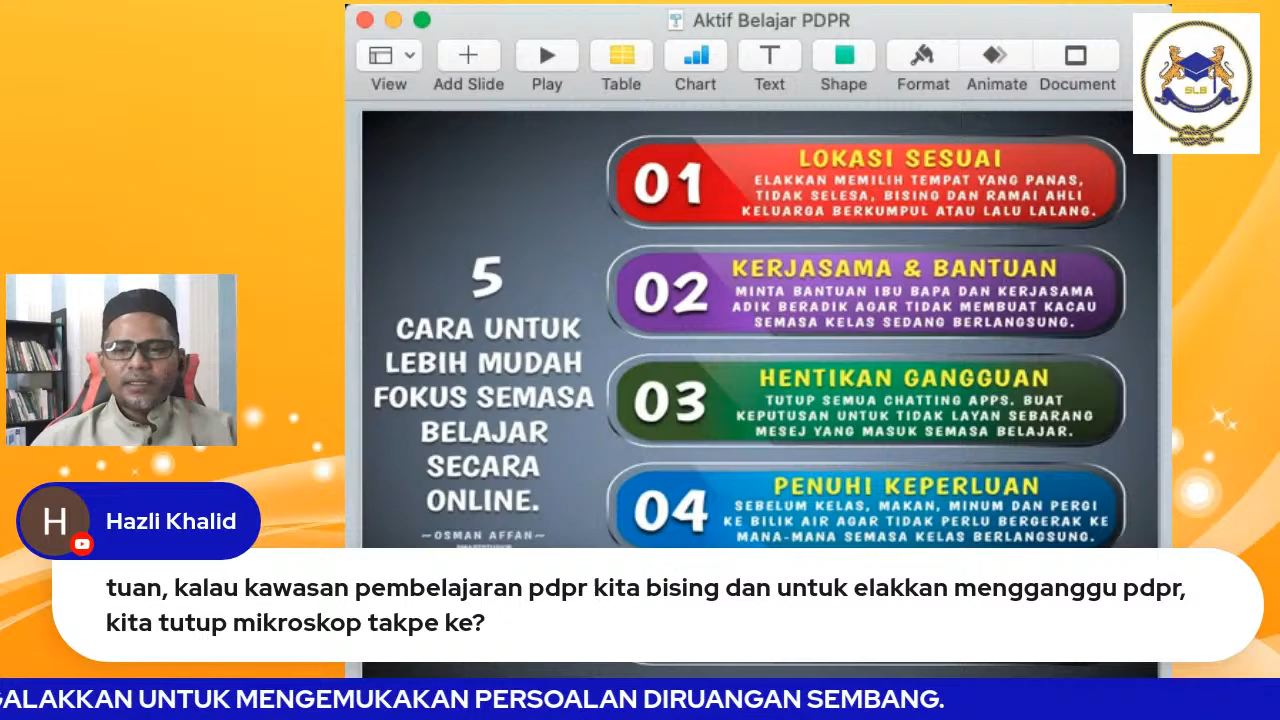 Aktif Belajar PDPR
View
Add Slide
Play
Table
Chart
Text
Shape
Format
Animate
Document
SLB
5
CARA UNTUK
LEBIH MUDAH
FOKUS SEMASA
BELAJAR
SECARA
ONLINE.
~OSMAN AFFAN~
01
LOKASI SESUAI
ELAKKAN MEMILIH TEMPAT YANG PANAS,
TIDAK SELESA, BISING DAN RAMAI AHLI
KELUARGA BERKUMPUL ATAU LALU LALANG.
02
KERJASAMA & BANTUAN
MINTA BANTUAN IBU BAPA DAN KERJASAMA
ADIK BERADIK AGAR TIDAK MEMBUAT KACAU
SEMASA KELAS SEDANG BERLANGSUNG.
03
HENTIKAN GANGGUAN
TUTUP SEMUA CHATTING APPS. BUAT
KEPUTUSAN UNTUK TIDAK LAYAN SEBARANG
MESEJ YANG MASUK SEMASA BELAJAR.
04
PENUHI KEPERLUAN
SEBELUM KELAS, MAKAN, MINUM DAN PERGI
KE BILIK AIR AGAR TIDAK PERLU BERGERAK KE
MANA-MANA SEMASA KELAS BERLANGSUNG.
H
Hazli Khalid
tuan, kalau kawasan pembelajaran pdpr kita bising dan untuk elakkan mengganggu pdpr,
kita tutup mikroskop takpe ke?
GALAKKAN UNTUK MENGEMUKAKAN PERSOALAN DIRUANGAN SEMBANG.